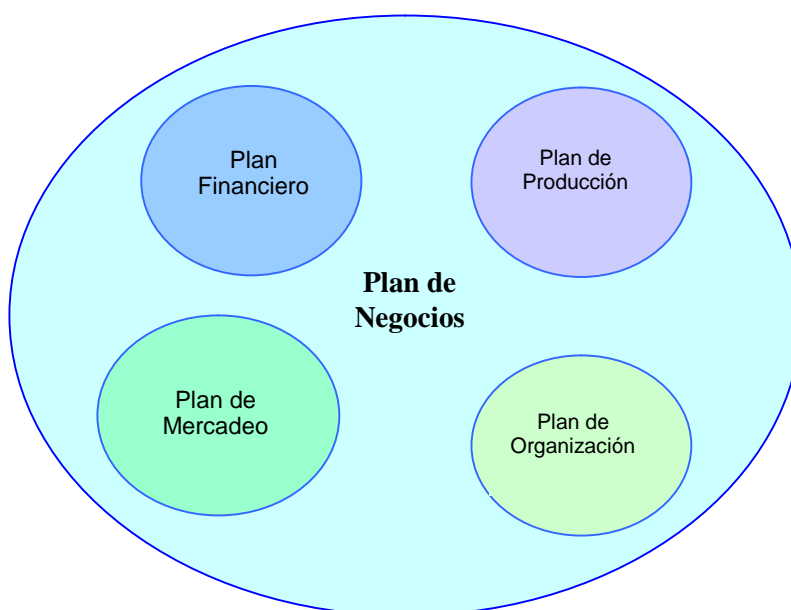 Plan
Financiero
Plan de
Producción
Plan de
Negocios
Plan de
Mercadeo
Plan de
Organización